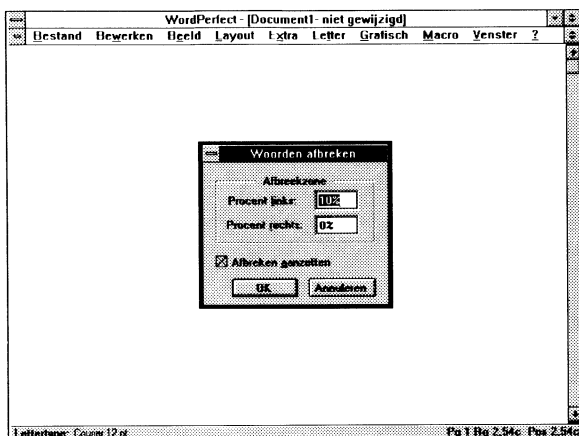 WordPerfect - [Document1- niet gewijzigd]
Bestand Bewerken Beeld Layout Extra Letter Grafisch Macro Venster ?
Woorden afbreken
Afbreekzone
Procent links: 10%
Procent rechts: 0%
Afbreken aanzetten
OK Annuleren
Lettertype: Courier 12 pt Pg 1 Rg 2.54c Pos 2.54c